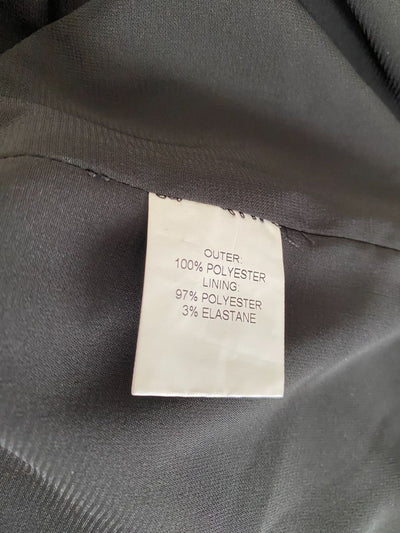 OUTER:
100% POLYESTER
LINING:
97% POLYESTER
3% ELASTANE